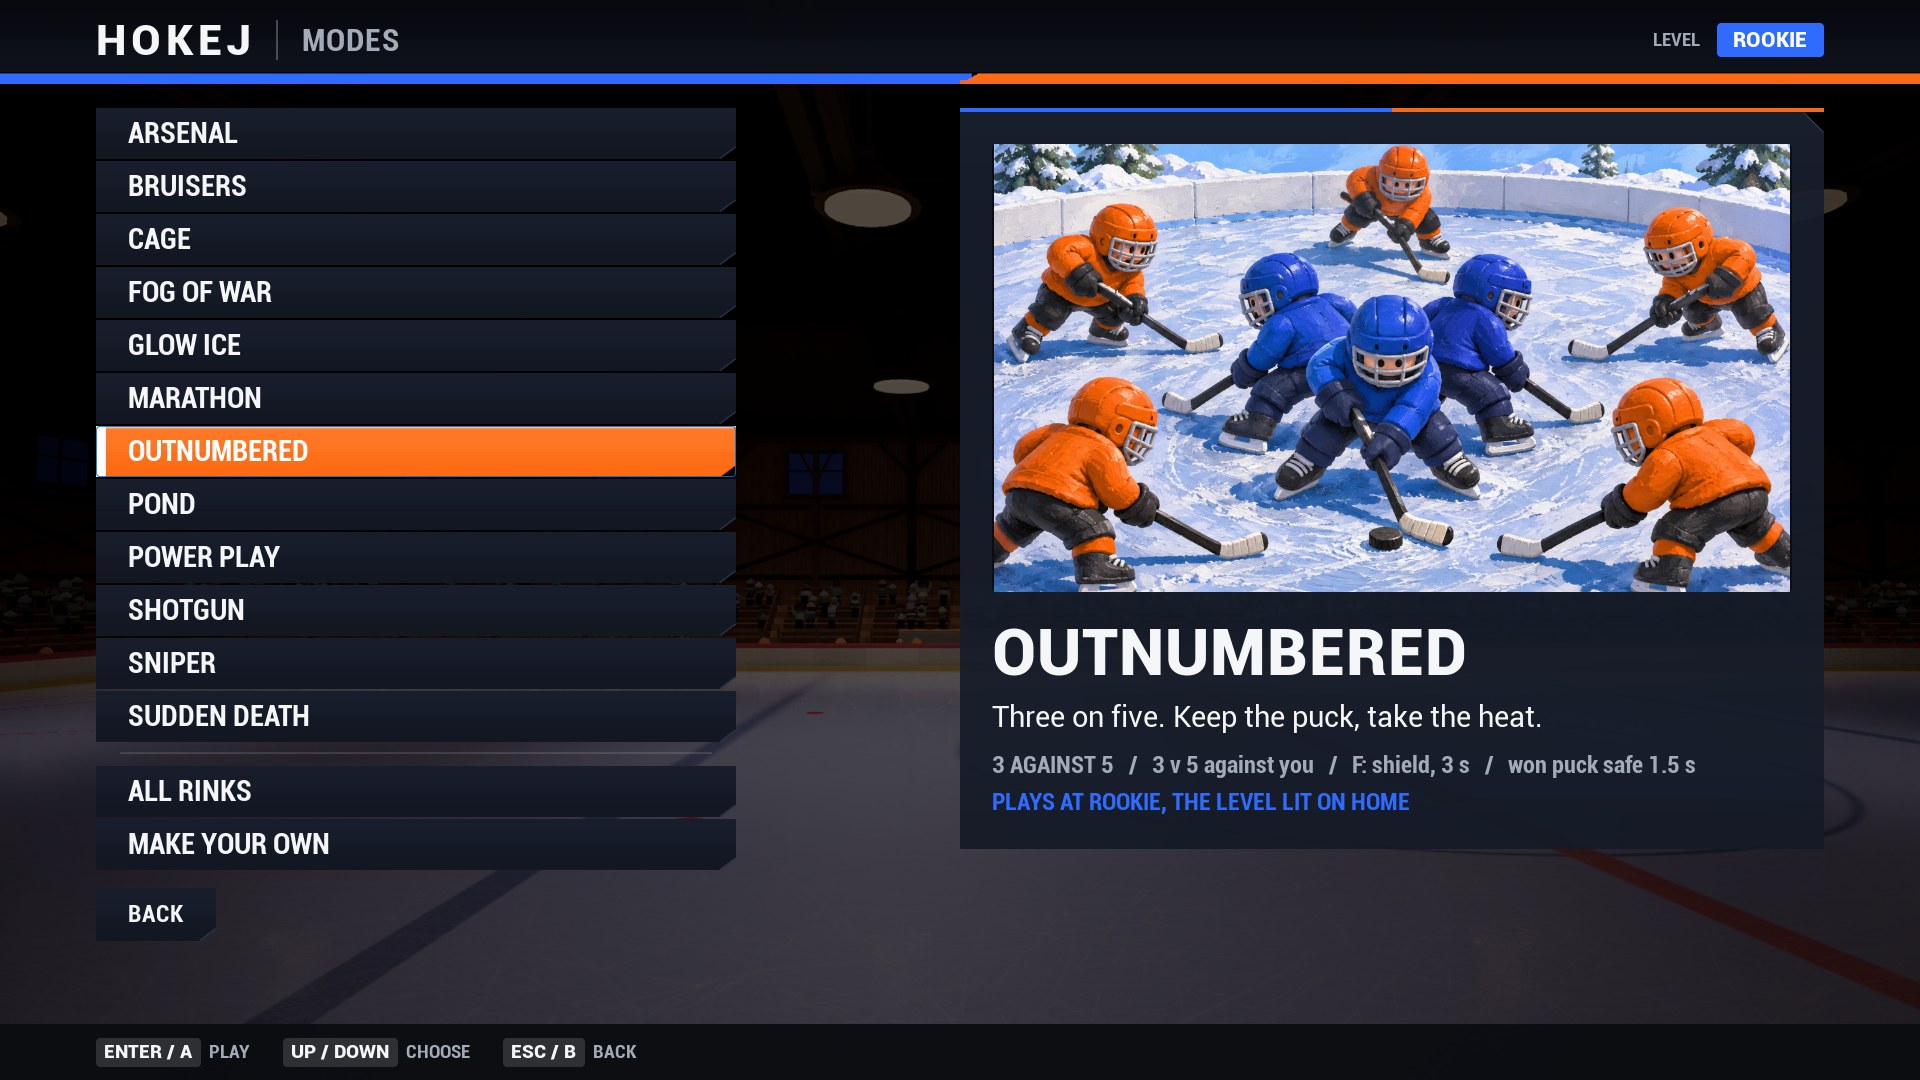 HOKEJ MODES LEVEL ROOKIE
ARSENAL
BRUISERS
CAGE
FOG OF WAR
GLOW ICE
MARATHON
OUTNUMBERED
POND
POWER PLAY
SHOTGUN
SNIPER
SUDDEN DEATH
ALL RINKS
MAKE YOUR OWN
BACK
OUTNUMBERED
Three on five. Keep the puck, take the heat.
3 AGAINST 5 / 3 v 5 against you / F: shield, 3 s / won puck safe 1.5 s
PLAYS AT ROOKIE, THE LEVEL LIT ON HOME
ENTER / A PLAY UP / DOWN CHOOSE ESC / B BACK